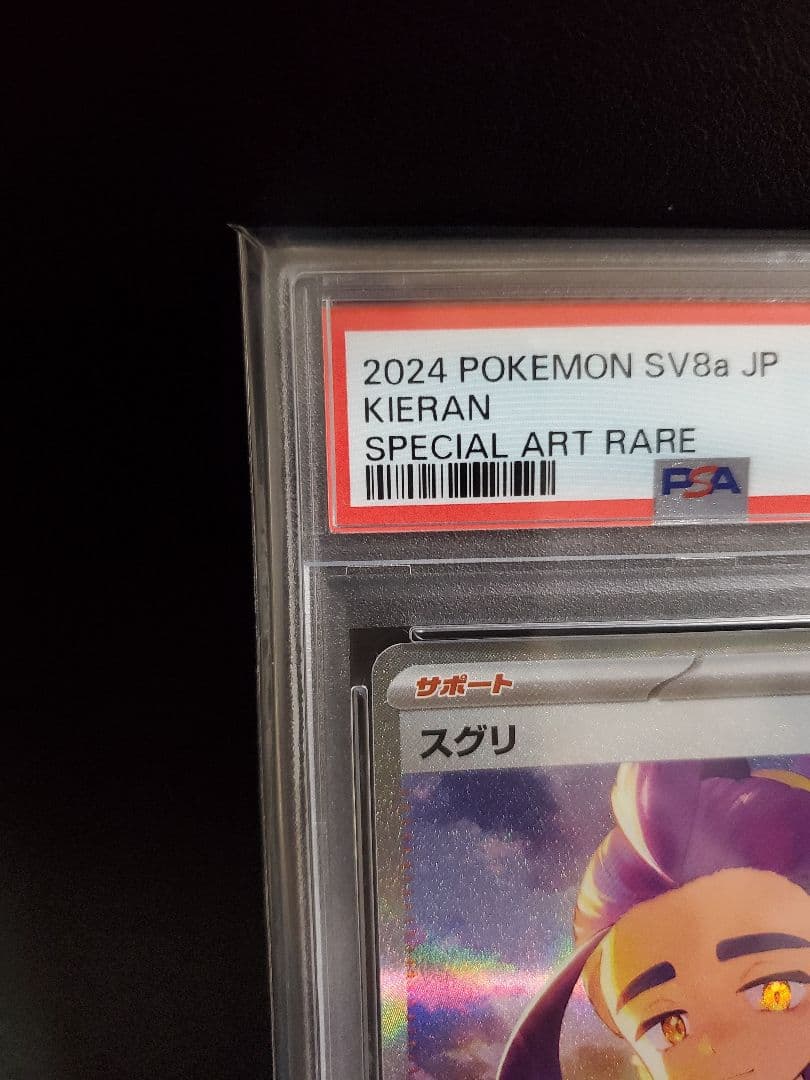 2024 POKEMON SV8a JP
KIERAN
SPECIAL ART RARE
PSA
サポート
スグリ